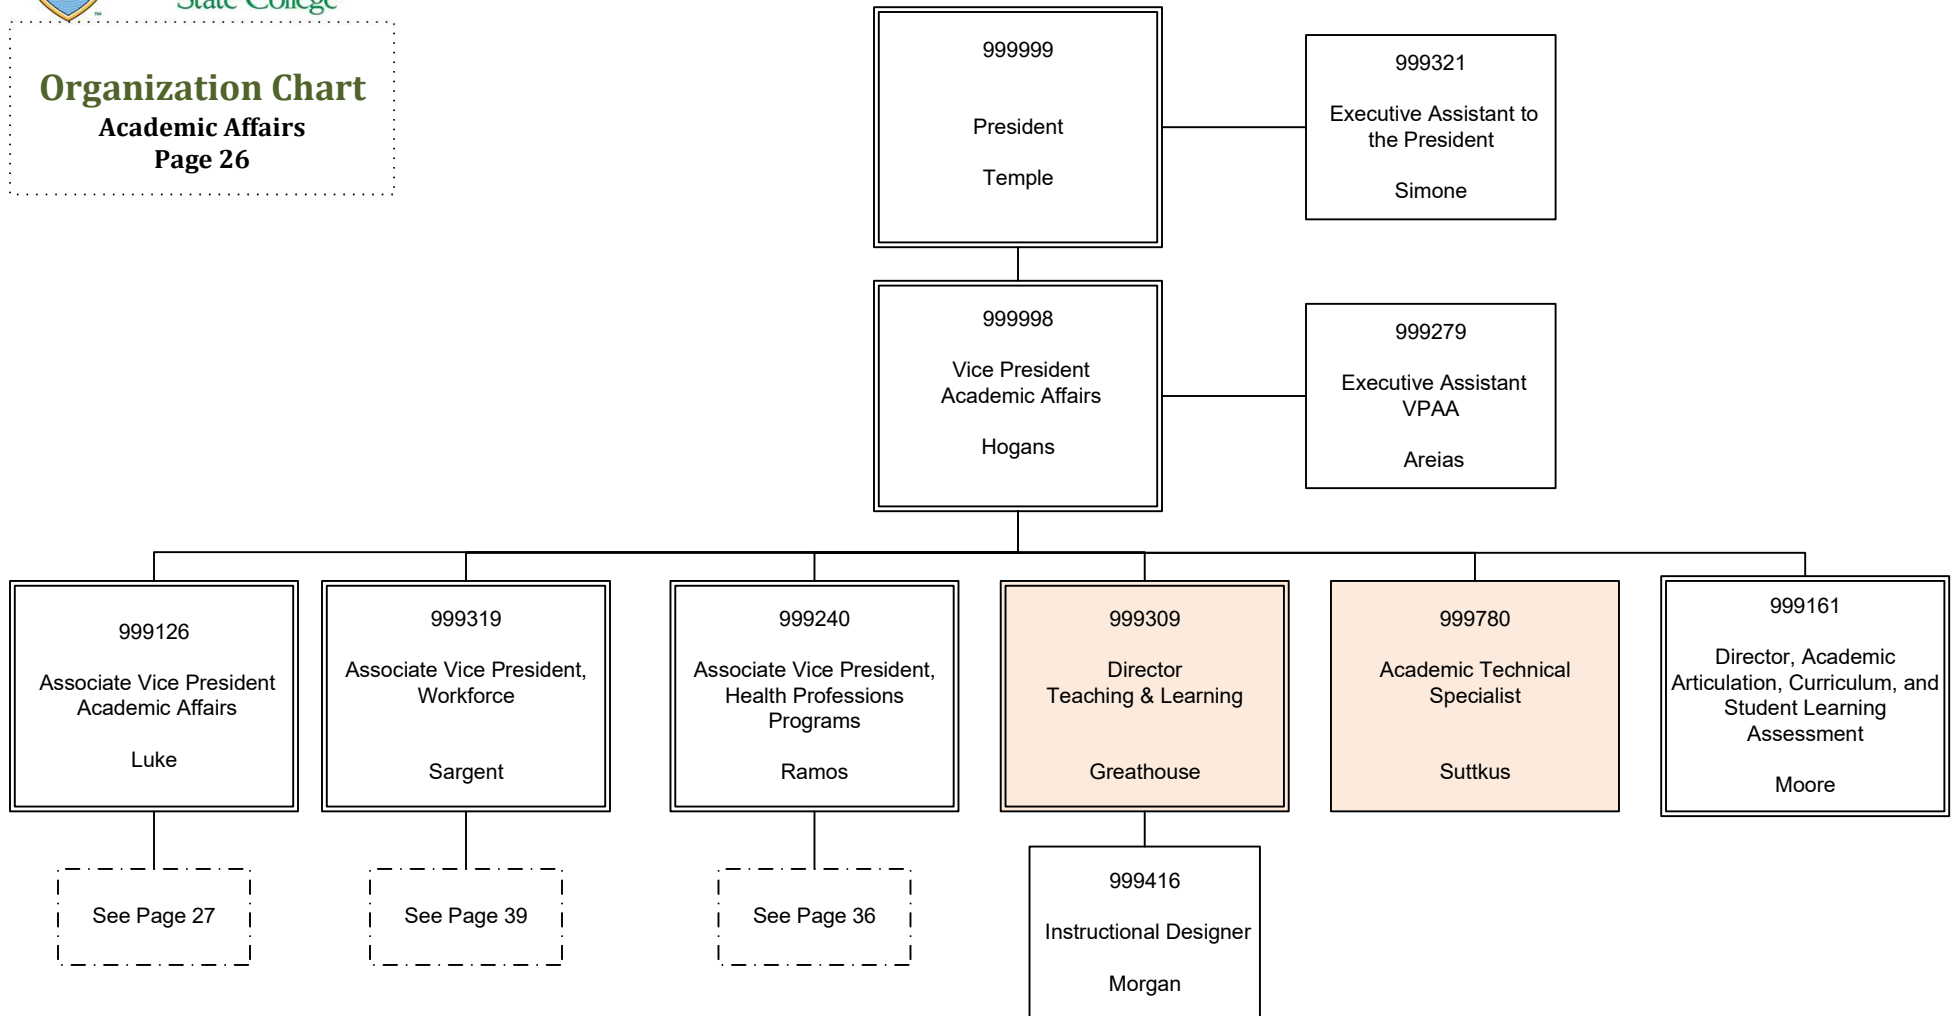 State College
Organization Chart
Academic Affairs
Page 26
999999
President
Temple
999321
Executive Assistant to
the President
Simone
999998
Vice President
Academic Affairs
Hogans
999279
Executive Assistant
VPAA
Areias
999126
Associate Vice President
Academic Affairs
Luke
999319
Associate Vice President,
Workforce
Sargent
999240
Associate Vice President,
Health Professions
Programs
Ramos
999309
Director
Teaching & Learning
Greathouse
999780
Academic Technical
Specialist
Suttkus
999161
Director, Academic
Articulation, Curriculum, and
Student Learning
Assessment
Moore
See Page 27
See Page 39
See Page 36
999416
Instructional Designer
Morgan